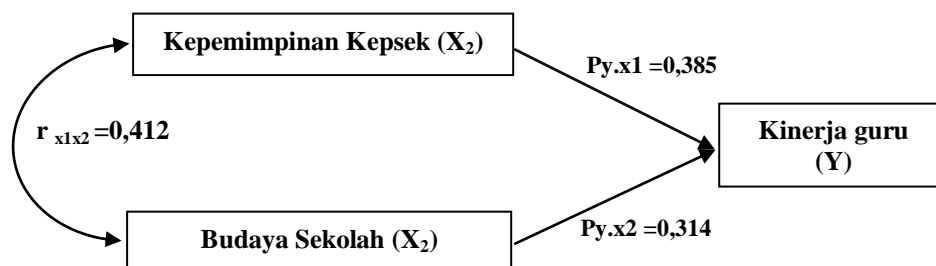 Kepemimpinan Kepsek (X₂)
Py.x1 =0,385
r x1x2 =0,412
Kinerja guru
(Y)
Budaya Sekolah (X₂)
Py.x2 =0,314